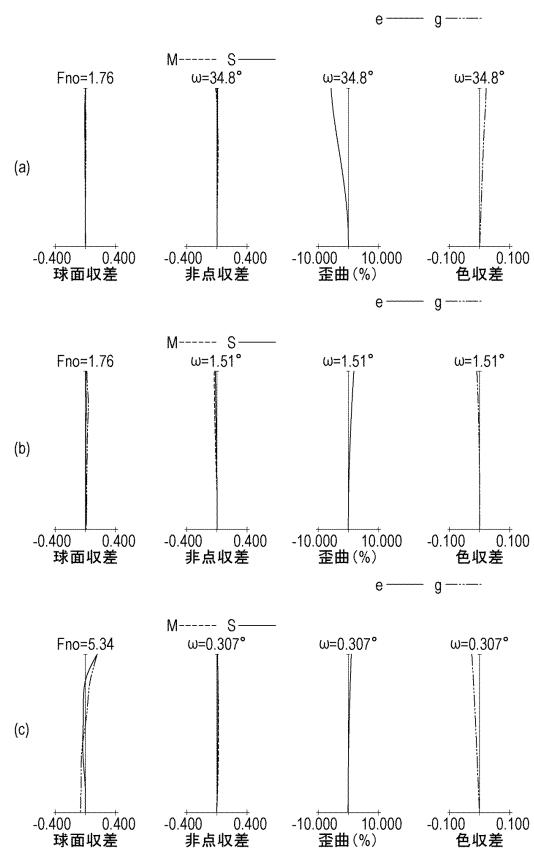 e g
M S
Fno=1.76 ω=34.8° ω=34.8° ω=34.8°
(a)
-0.400 0.400 -0.400 0.400 -10.000 10.000 -0.100 0.100
球面収差 非点収差 歪曲(%) 色収差
e g
M S
Fno=1.76 ω=1.51° ω=1.51° ω=1.51°
(b)
-0.400 0.400 -0.400 0.400 -10.000 10.000 -0.100 0.100
球面収差 非点収差 歪曲(%) 色収差
e g
M S
Fno=5.34 ω=0.307° ω=0.307° ω=0.307°
(c)
-0.400 0.400 -0.400 0.400 -10.000 10.000 -0.100 0.100
球面収差 非点収差 歪曲(%) 色収差